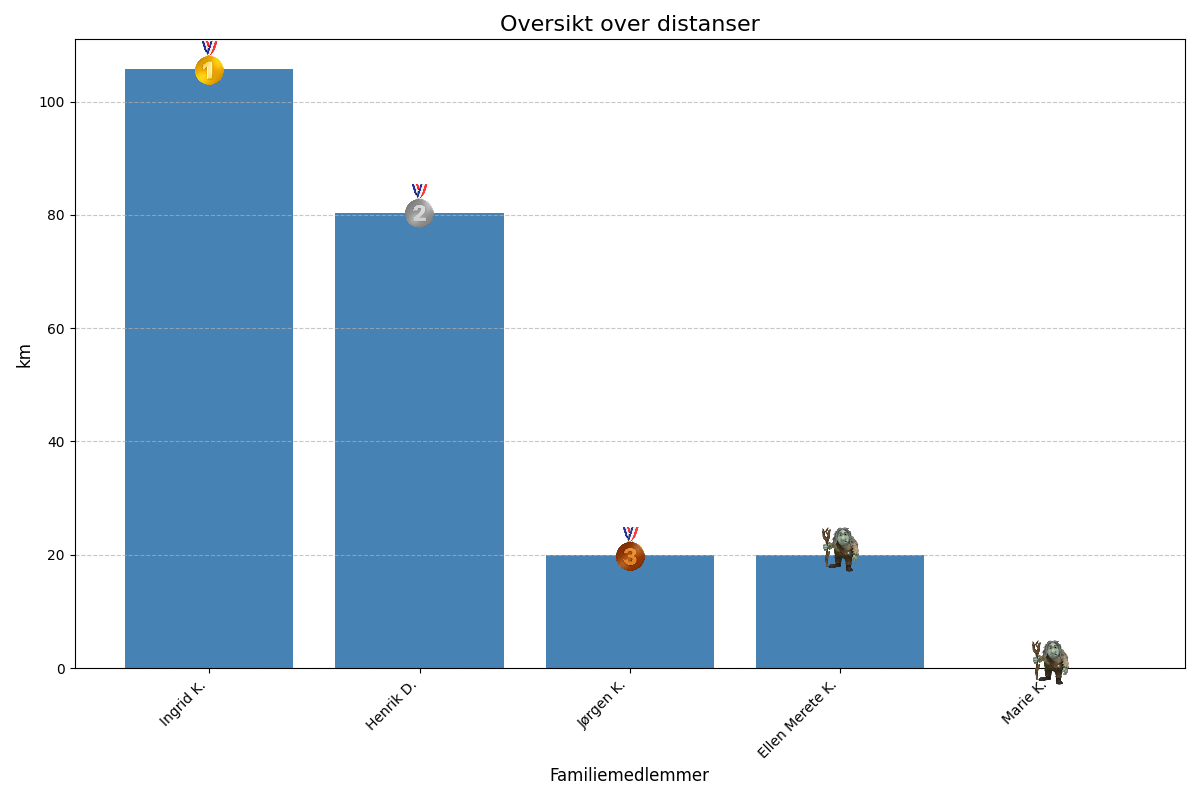 Oversikt over distanser
km
100
80
60
40
20
0
1
2
3
Ingrid K.
Henrik D.
Jørgen K.
Ellen Merete K.
Marie K.
Familiemedlemmer